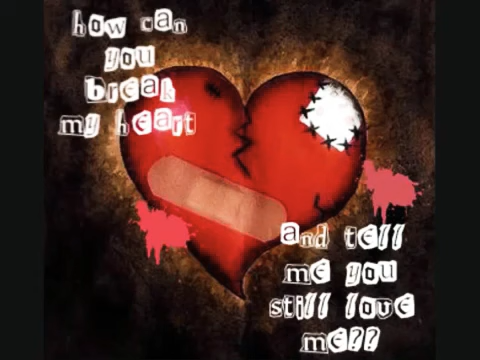 how can
you
break
my heart
and tell
me you
still love
me??